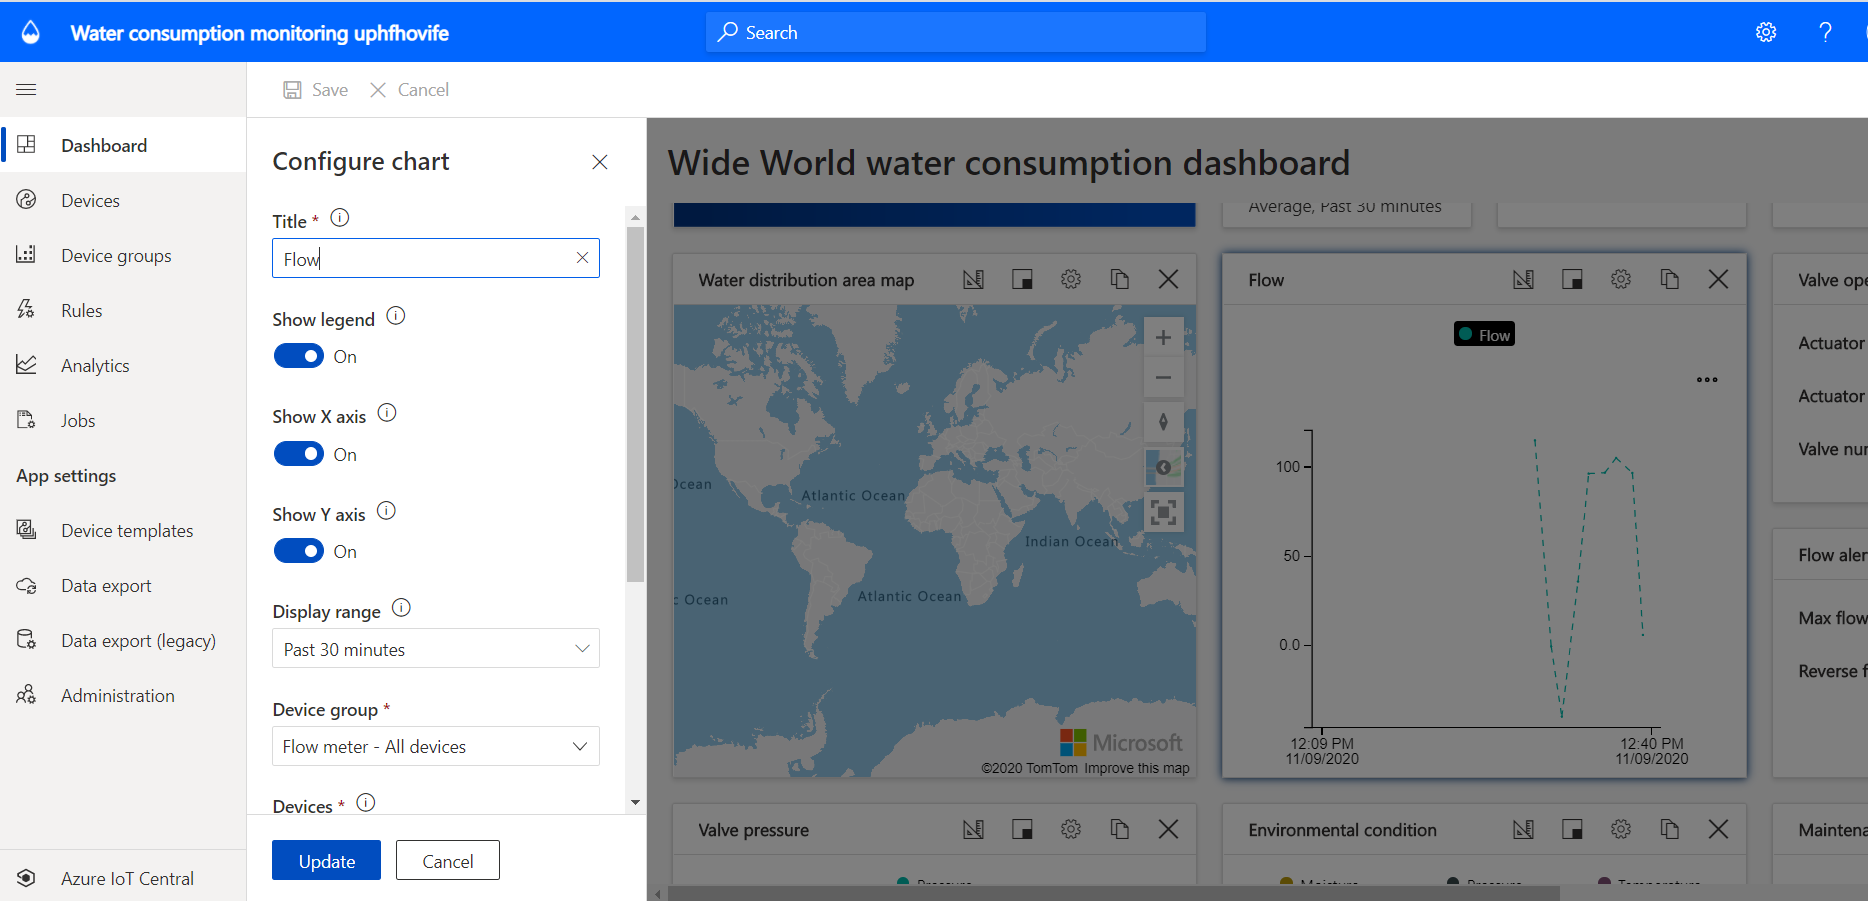 Water consumption monitoring uphfhovife
Search
?
Save
Cancel
Dashboard
Devices
Device groups
Rules
Analytics
Jobs
App settings
Device templates
Data export
Data export (legacy)
Administration
Azure IoT Central
Configure chart
Title *
Flow
Show legend
On
Show X axis
On
Show Y axis
On
Display range
Past 30 minutes
Device group *
Flow meter - All devices
Devices *
Update
Cancel
Wide World water consumption dashboard
Average, Past 30 minutes
Water distribution area map
Ocean
Atlantic Ocean
Indian Ocean
Atlantic Ocean
c Ocean
Microsoft
©2020 TomTom Improve this map
Flow
Flow
100
50
0.0
12:09 PM
11/09/2020
12:40 PM
11/09/2020
Valve ope
Actuator
Actuator
Valve nur
Flow aler
Max flow
Reverse f
Valve pressure
Pressure
Environmental condition
Moisture
Pressure
Temperature
Maintena